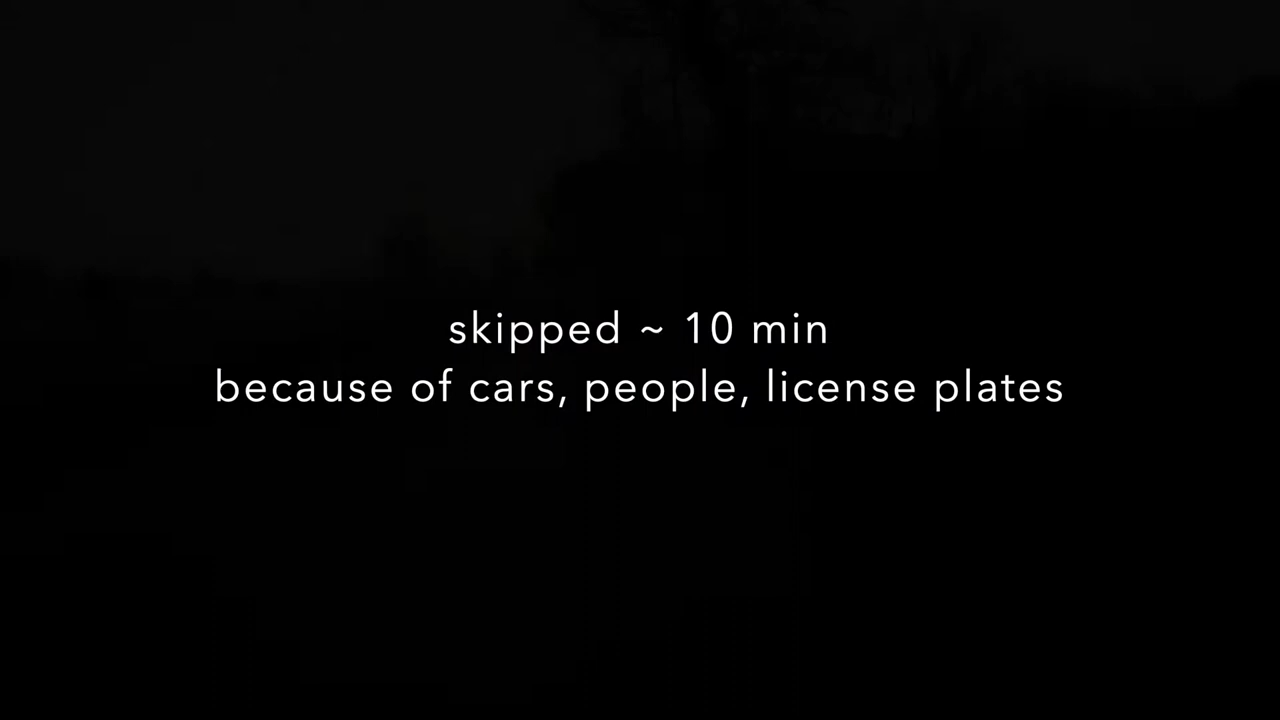 skipped ~ 10 min
because of cars, people, license plates